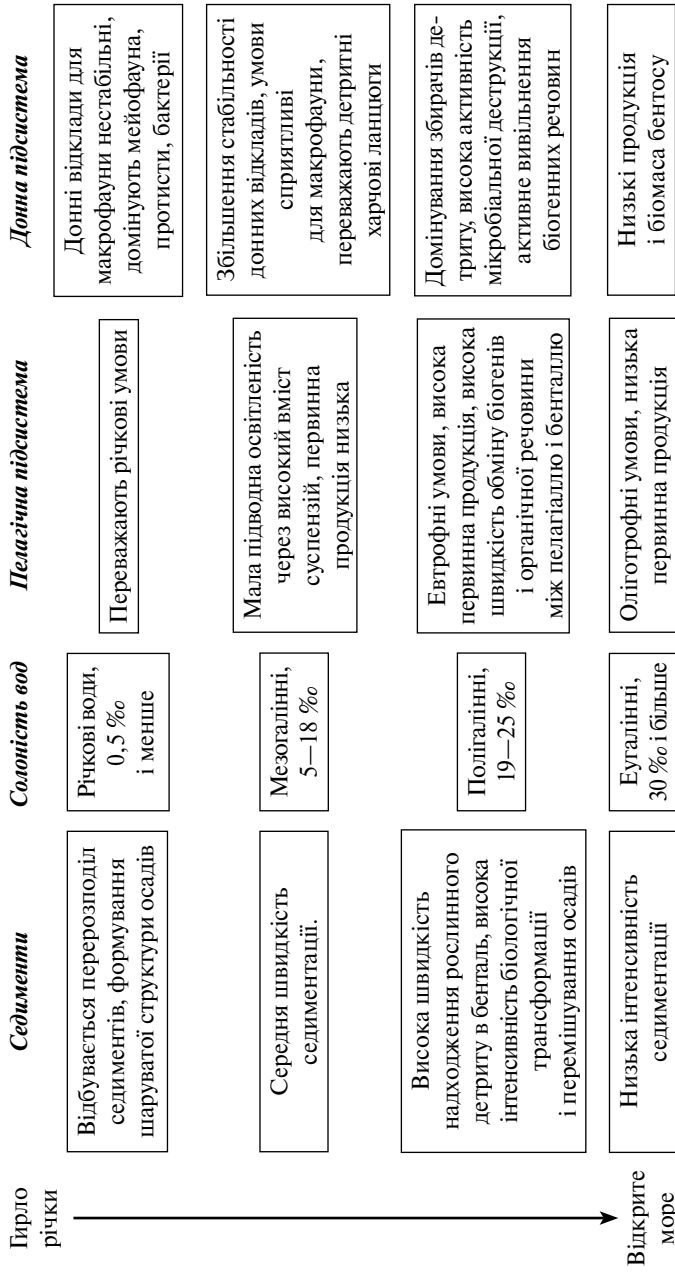 Гирло
річки
Седименти
Солоність вод
Пелагічна підсистема
Донна підсистема
Відбувається перерозподіл
седиментів, формування
шаруватої структури осадів
Річкові води,
0,5 ‰
і менше
Переважають річкові умови
Донні відклади для
макрофауни нестабільні,
домінують мейофауна,
протисти, бактерії
Середня швидкість
седиментації.
Мезогалінні,
5—18 ‰
Мала підводна освітленість
через високий вміст
суспензій, первинна
продукція низька
Збільшення стабільності
донних відкладів, умови
сприятливі
для макрофауни,
переважають детритні
харчові ланцюги
Висока швидкість
надходження рослинного
детриту в бенталь, висока
інтенсивність біологічної
трансформації
і перемішування осадів
Полігалінні,
19—25 ‰
Евтрофні умови, висока
первинна продукція, висока
швидкість обміну біогенів
і органічної речовини
між пелагіаллю і бенталлю
Домінування збирачів де-
триту, висока активність
мікробіальної деструкції,
активне вивільнення
біогенних речовин
Відкрите
море
Низька інтенсивність
седиментації
Еугалінні,
30 ‰ і більше
Оліготрофні умови, низька
первинна продукція
Низькі продукція
і біомаса бентосу